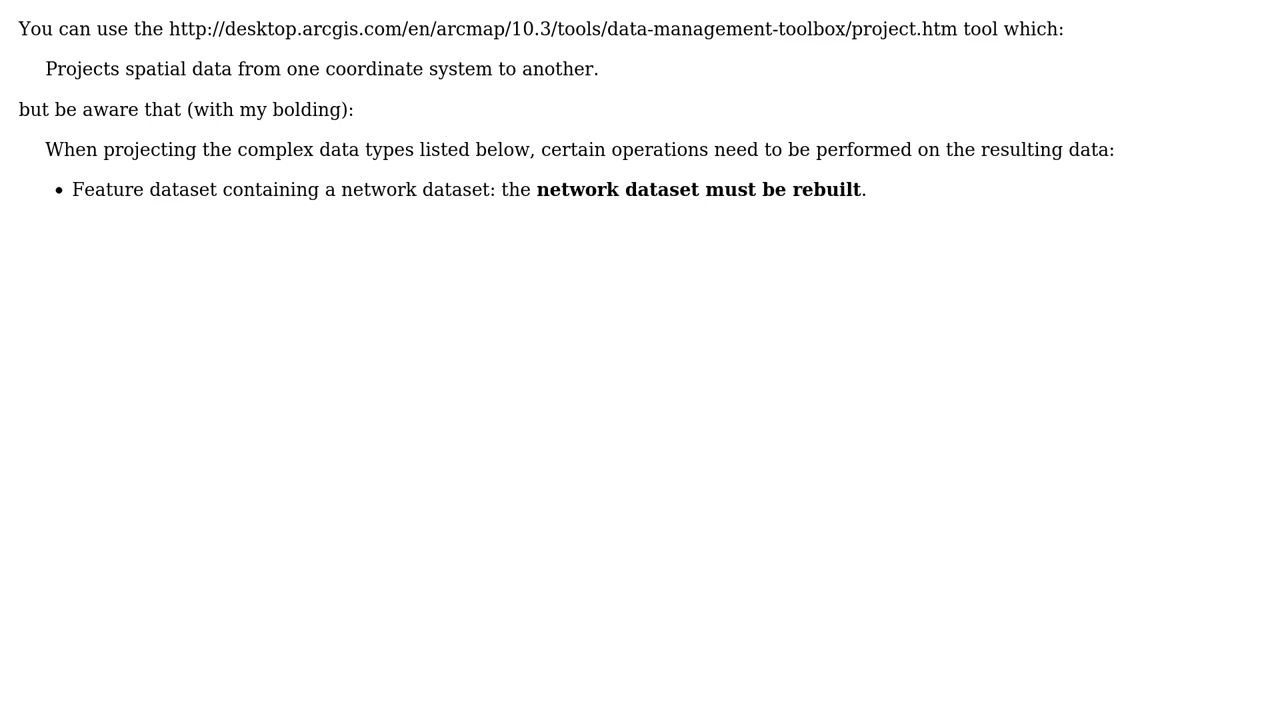 You can use the http://desktop.arcgis.com/en/arcmap/10.3/tools/data-management-toolbox/project.htm tool which:
Projects spatial data from one coordinate system to another.
but be aware that (with my bolding):
When projecting the complex data types listed below, certain operations need to be performed on the resulting data:
• Feature dataset containing a network dataset: the network dataset must be rebuilt.